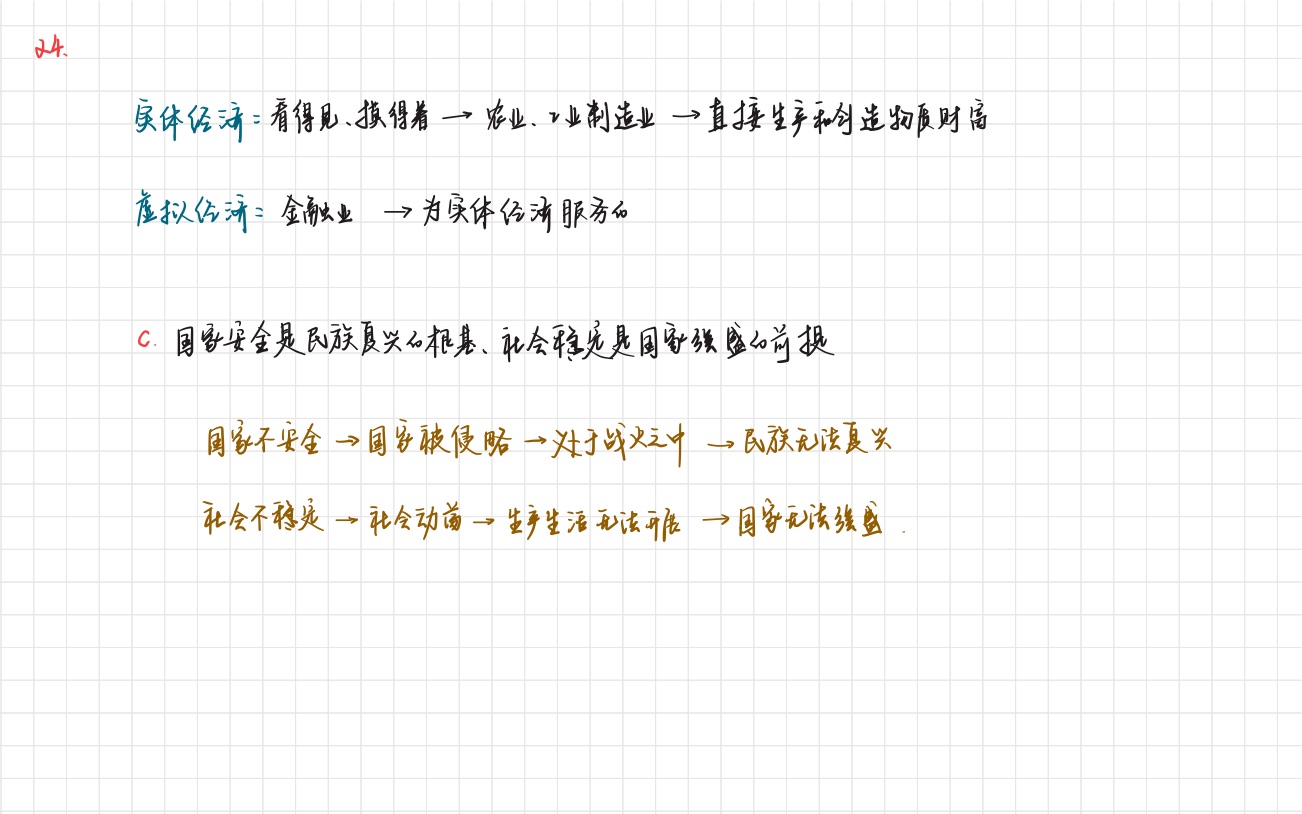 24.
实体经济：看得见、摸得着 → 农业、工业制造业 → 直接生产和创造物质财富
虚拟经济：金融业 → 为实体经济服务的
C. 国家安全是民族复兴的根基、社会稳定是国家强盛的前提
国家不安全 → 国家被侵略 → 处于战火之中 → 民族无法复兴
社会不稳定 → 社会动荡 → 生产生活无法开展 → 国家无法强盛.